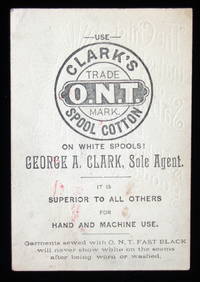 —USE—
CLARK'S
TRADE
O.N.T.
MARK.
SPOOL COTTON
ON WHITE SPOOLS!
GEORGE A. CLARK, Sole Agent.
IT IS
SUPERIOR TO ALL OTHERS
FOR
HAND AND MACHINE USE.
Garments sewed with O. N. T. FAST BLACK
will never show white on the seems
after being worn or washed.